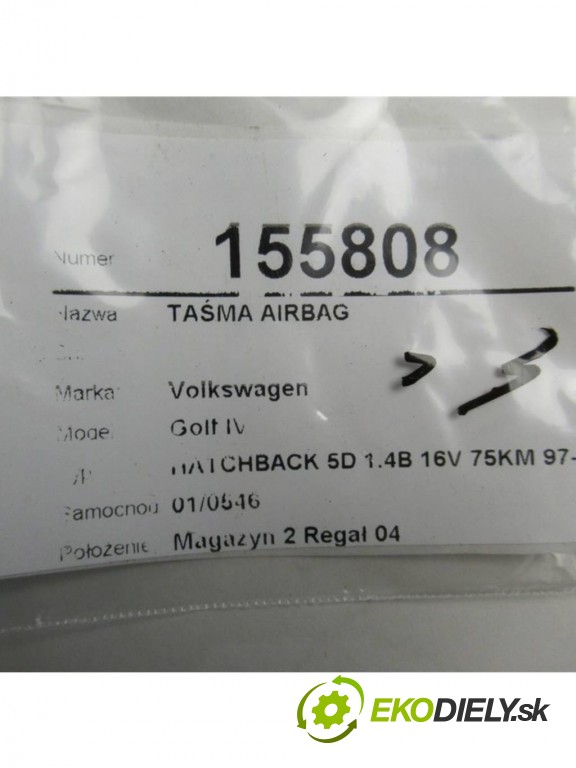 Numer 155808
Nazwa TAŚMA AIRBAG
Marka Volkswagen
Model Golf IV
HATCHBACK 5D 1.4B 16V 75KM 97-
Samochód 01/0546
Położenie Magazyn 2 Regał 04
EKODIELY.sk